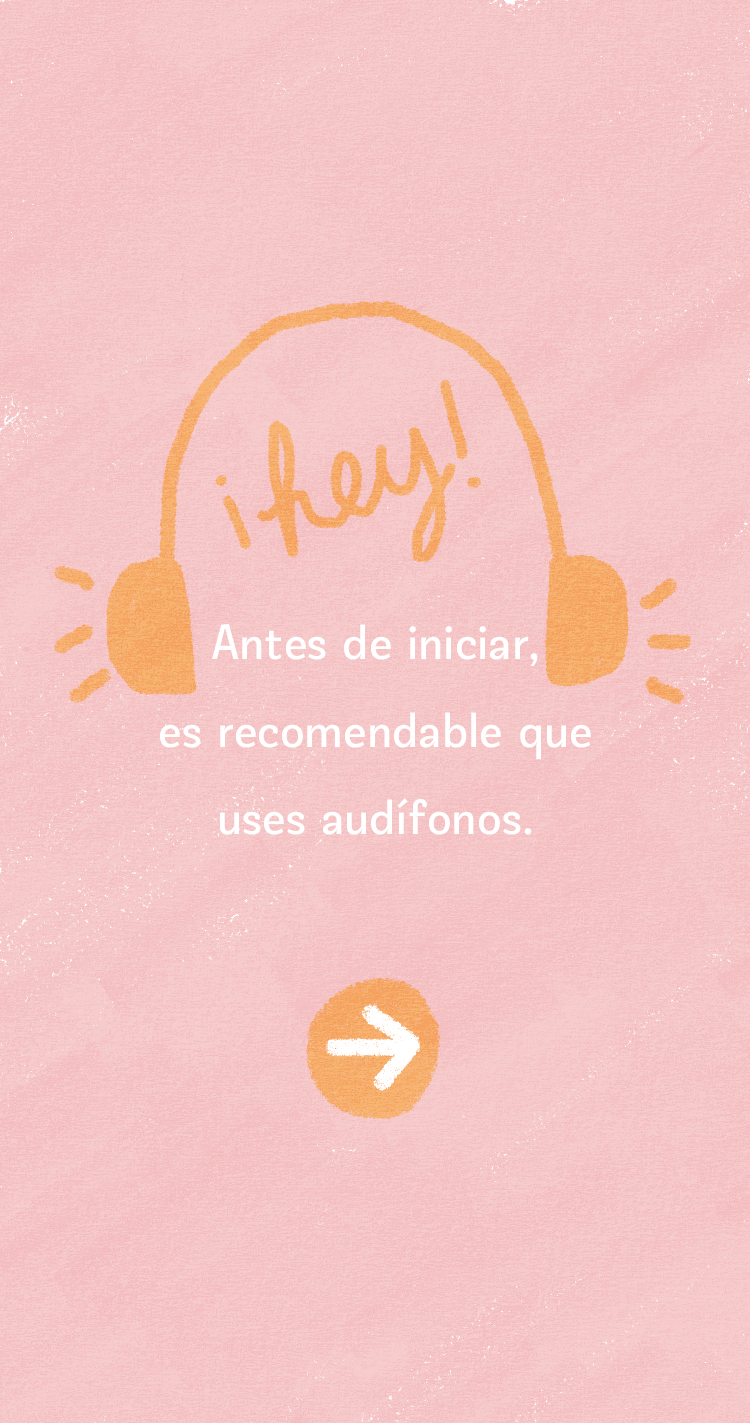 ¡hey!
Antes de iniciar,
es recomendable que
uses audífonos.